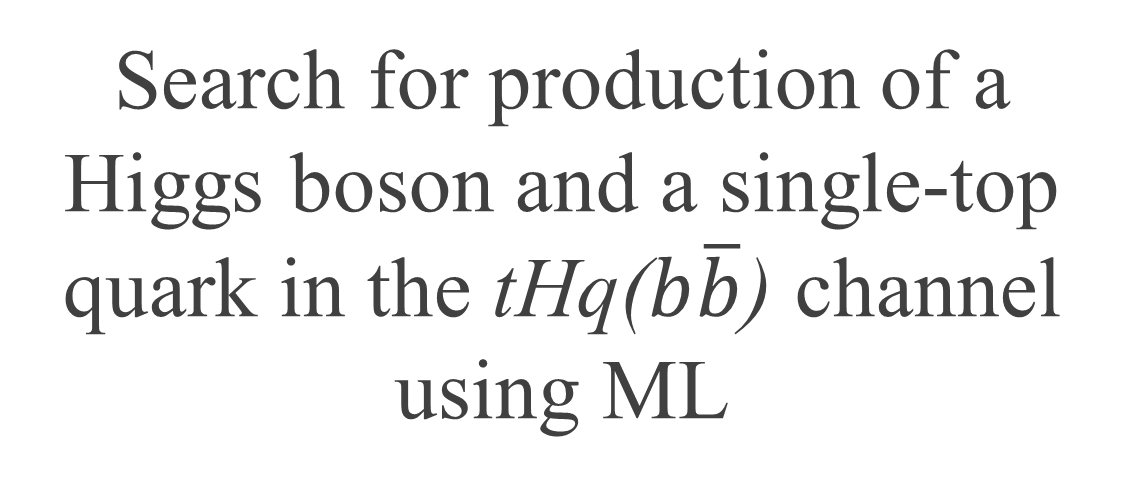 Search for production of a
Higgs boson and a single-top
quark in the tHq(bb̅) channel
using ML